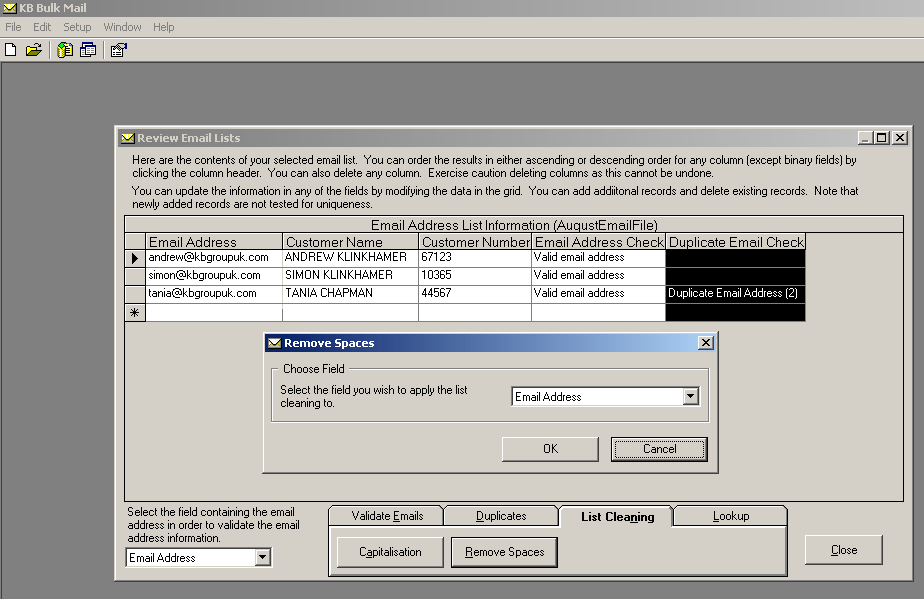 KB Bulk Mail
File Edit Setup Window Help
Review Email Lists
Here are the contents of your selected email list. You can order the results in either ascending or descending order for any column (except binary fields) by
clicking the column header. You can also delete any column. Exercise caution deleting columns as this cannot be undone.
You can update the information in any of the fields by modifying the data in the grid. You can add addiitonal records and delete existing records. Note that
newly added records are not tested for uniqueness.
Email Address List Information (AugustEmailFile)
Email Address Customer Name Customer Number Email Address Check Duplicate Email Check
andrew@kbgroupuk.com ANDREW KLINKHAMER 67123 Valid email address
simon@kbgroupuk.com SIMON KLINKHAMER 10365 Valid email address
tania@kbgroupuk.com TANIA CHAPMAN 44567 Valid email address Duplicate Email Address (2)
Remove Spaces
Choose Field
Select the field you wish to apply the list
cleaning to.
Email Address
OK Cancel
Select the field containing the email
address in order to validate the email
address information.
Email Address
Validate Emails Duplicates List Cleaning Lookup
Capitalisation Remove Spaces
Close